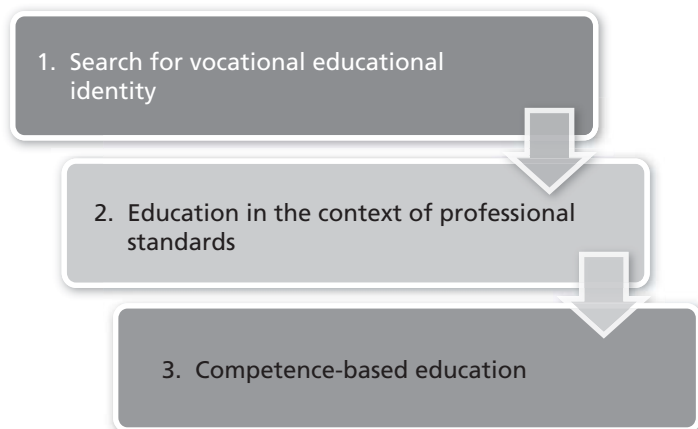 1. Search for vocational educational
identity
2. Education in the context of professional
standards
3. Competence-based education